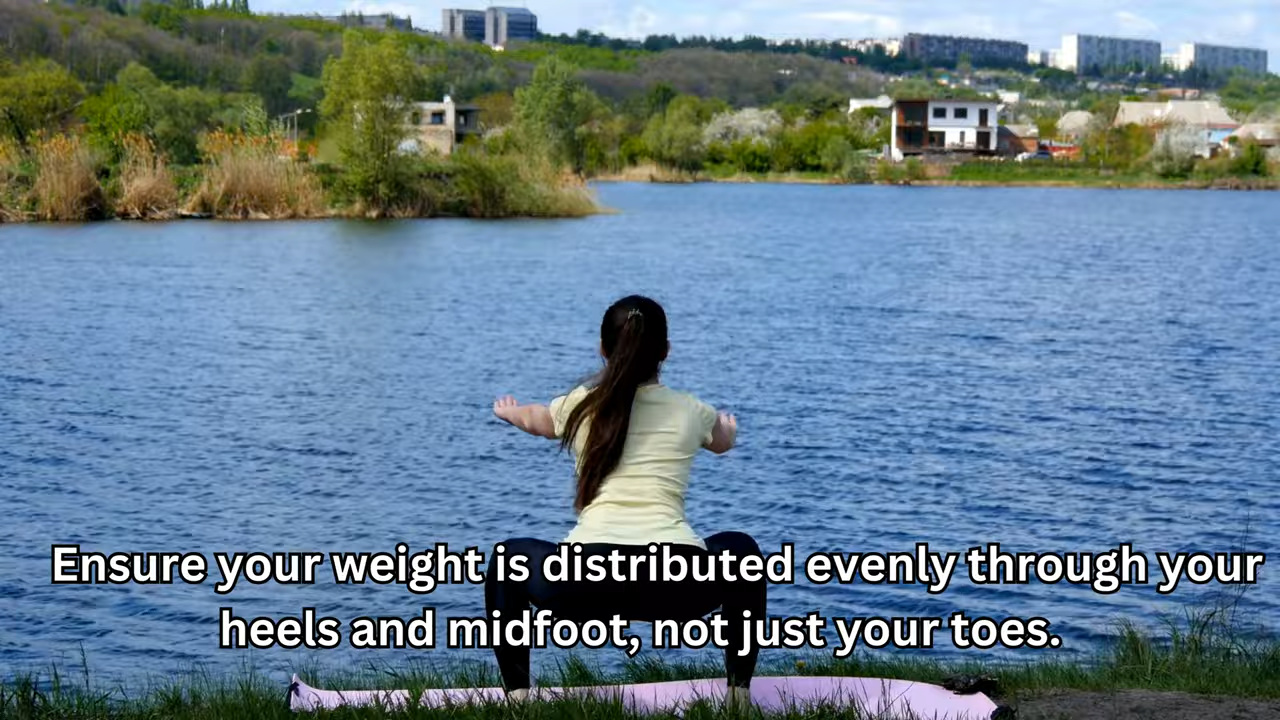 Ensure your weight is distributed evenly through your
heels and midfoot, not just your toes.